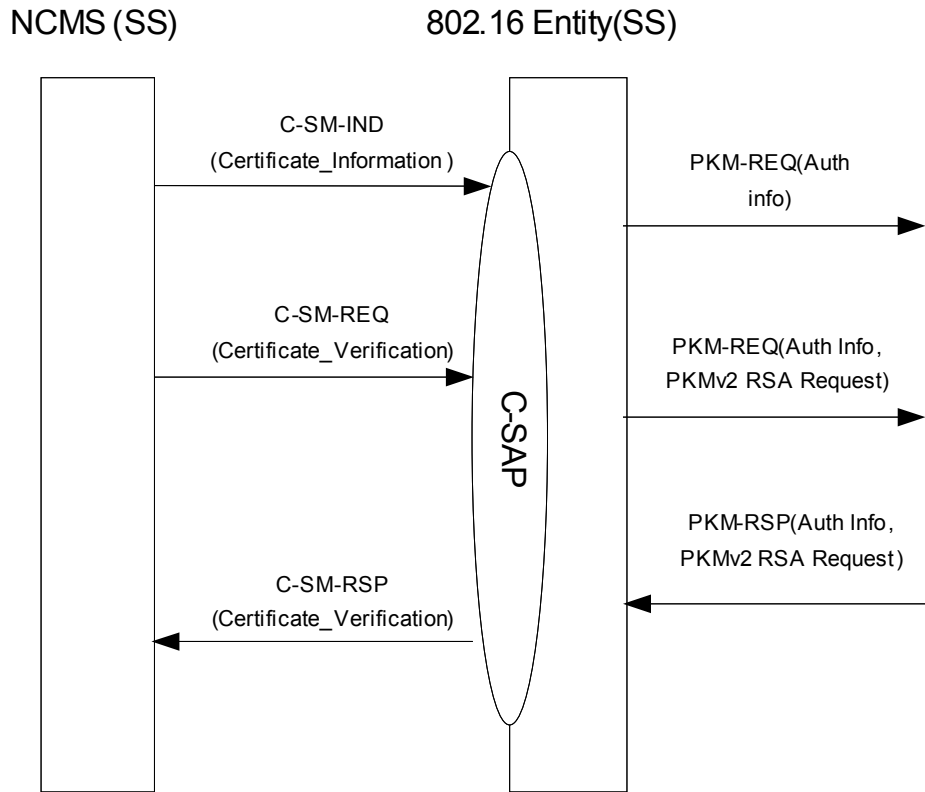 NCMS (SS)
802.16 Entity(SS)
C-SM-IND
(Certificate_Information )
PKM-REQ(Auth
info)
C-SM-REQ
(Certificate_Verification)
PKM-REQ(Auth Info,
PKMv2 RSA Request)
C-SAP
PKM-RSP(Auth Info,
PKMv2 RSA Request)
C-SM-RSP
(Certificate_Verification)